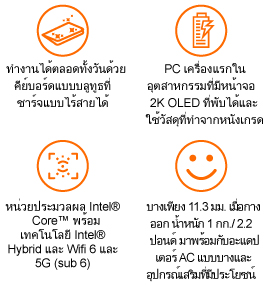 ทำงานได้ตลอดทั้งวันด้วย
คีย์บอร์ดแบบบลูทูธที่
ชาร์จแบบไร้สายได้
PC เครื่องแรกใน
อุตสาหกรรมที่มีหน้าจอ
2K OLED ที่พับได้และ
ใช้วัสดุที่ทำจากหนังเกรด
หน่วยประมวลผล Intel®
Core™ พร้อม
เทคโนโลยี Intel®
Hybrid และ Wifi 6 และ
5G (sub 6)
บางเพียง 11.3 มม. เมื่อกาง
ออก น้ำหนัก 1 กก./ 2.2
ปอนด์ มาพร้อมกับอะแดป
เตอร์ AC แบบบางและ
อุปกรณ์เสริมที่มีประโยชน์